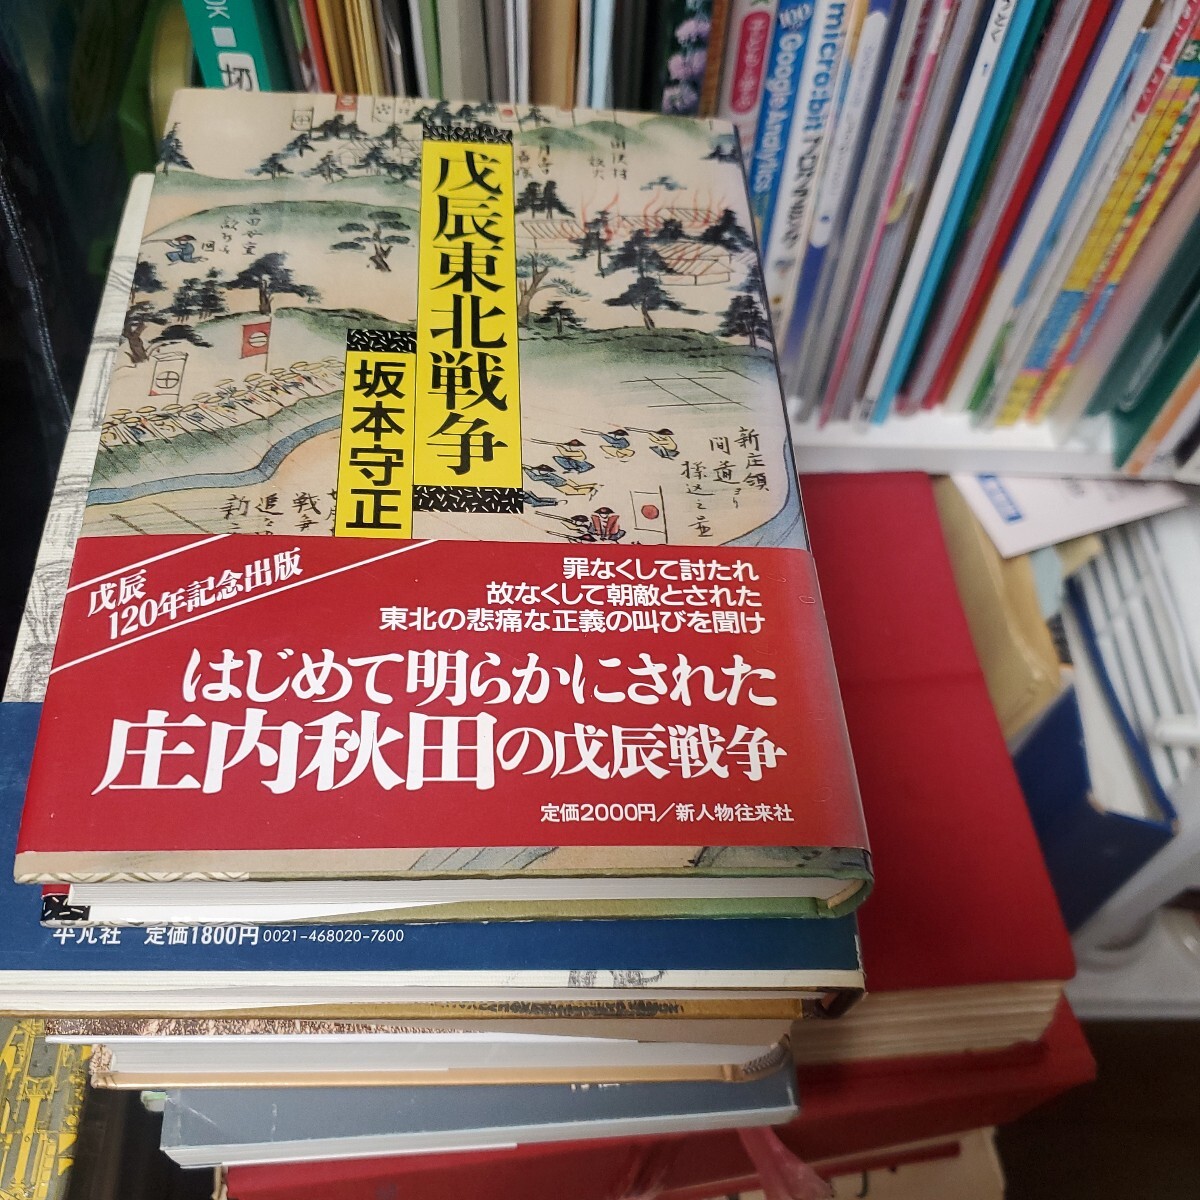 戊辰東北戦争
坂本守正
新庄領
間道ヨリ
戊辰
120年記念出版
罪なくして討たれ
故なくして朝敵とされた
東北の悲痛な正義の叫びを聞け
はじめて明らかにされた
庄内秋田の戊辰戦争
定価2000円/新人物往来社
平凡社 定価1800円 0021-468020-7600
Google Analytics
micro:bit